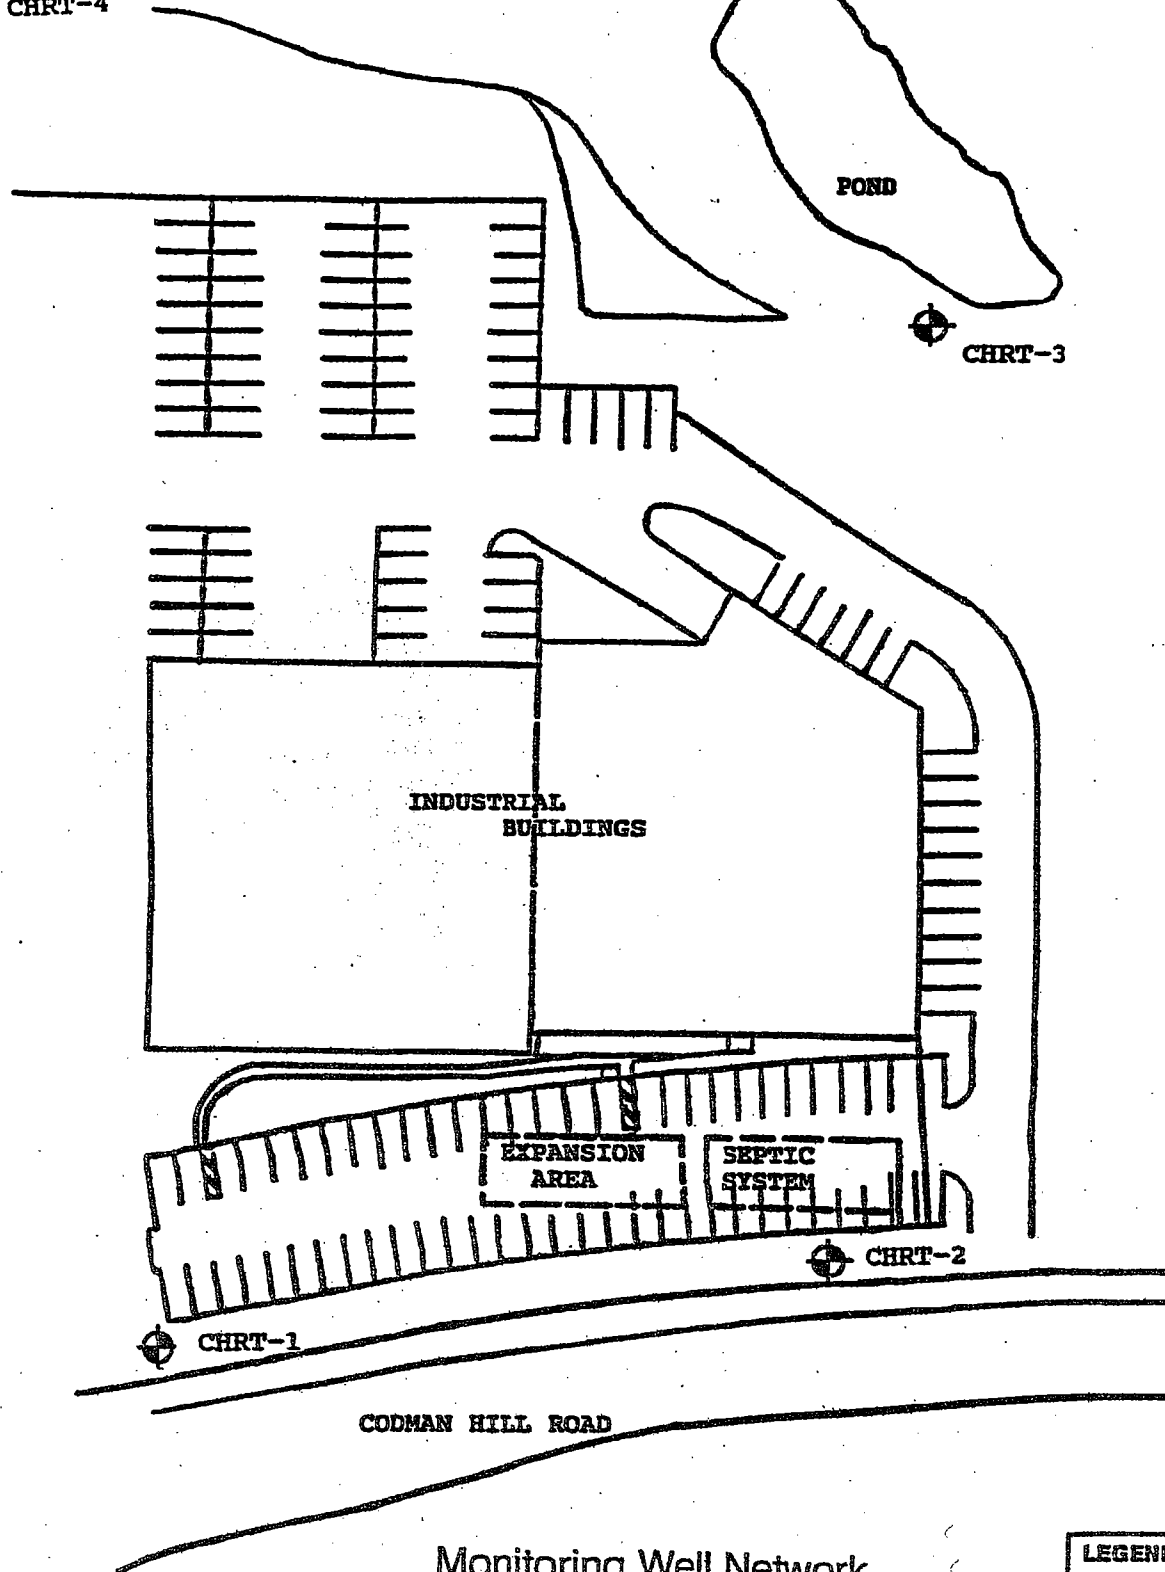 CHRT-4
POND
CHRT-3
INDUSTRIAL
BUILDINGS
EXPANSION
AREA
SEPTIC
SYSTEM
CHRT-2
CHRT-1
CODMAN HILL ROAD
Monitoring Well Network
LEGEND